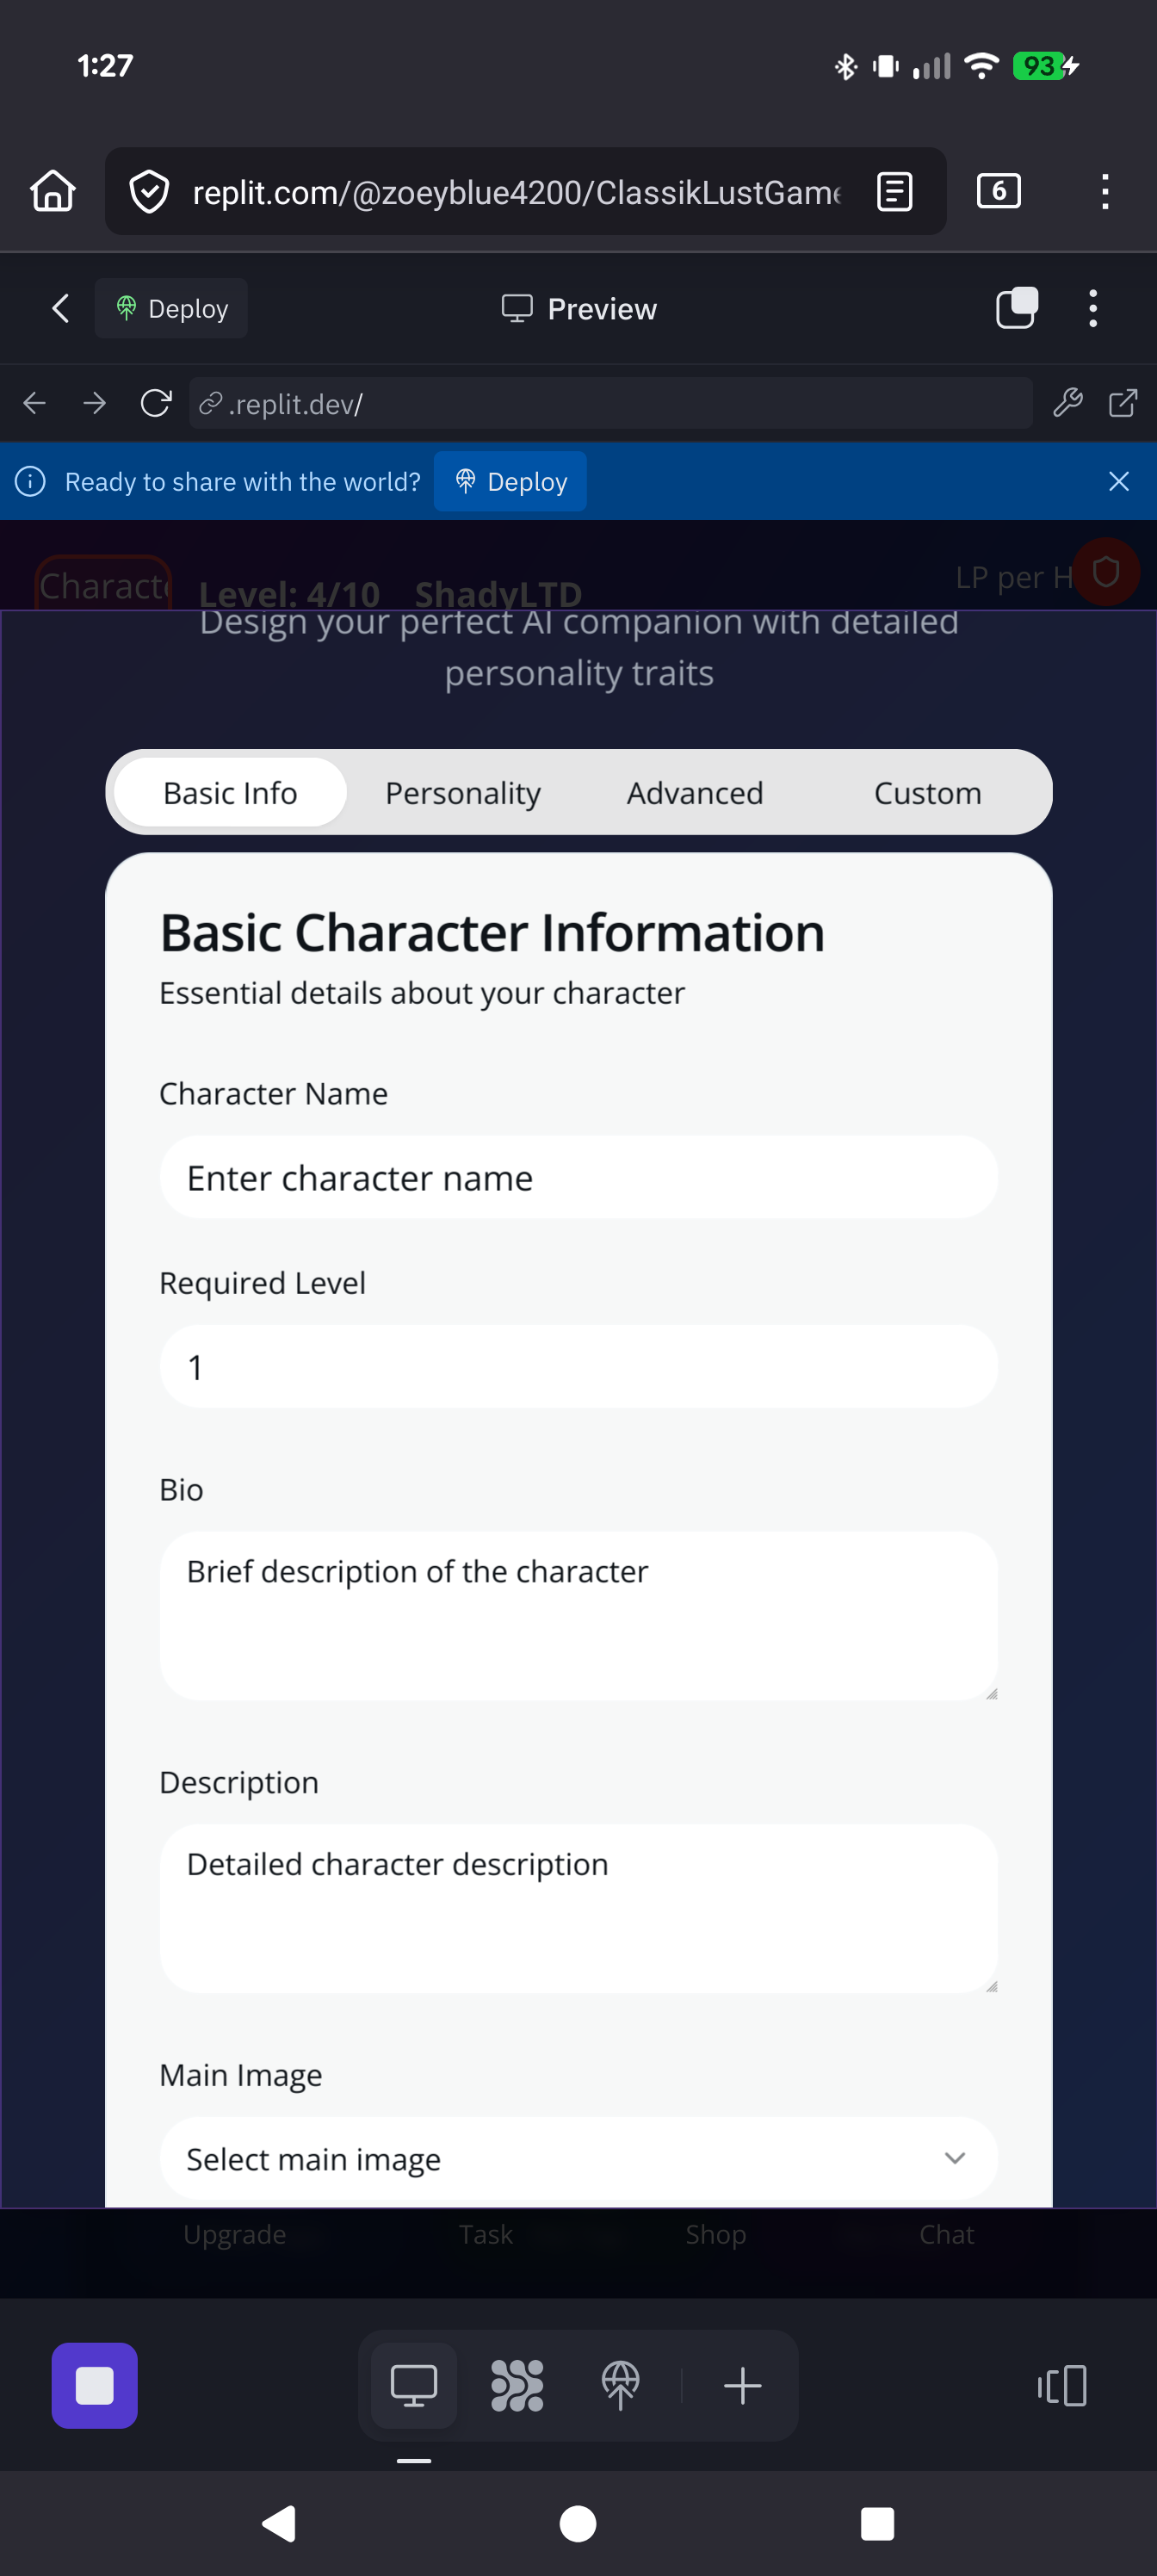 1:27
93
replit.com/@zoeyblue4200/ClassikLustGame
6
Deploy
Preview
.replit.dev/
Ready to share with the world?
Deploy
Level: 4/10
ShadyLTD
LP per H
Design your perfect AI companion with detailed
personality traits
Basic Info
Personality
Advanced
Custom
Basic Character Information
Essential details about your character
Character Name
Enter character name
Required Level
1
Bio
Brief description of the character
Description
Detailed character description
Main Image
Select main image
Upgrade
Task
Shop
Chat